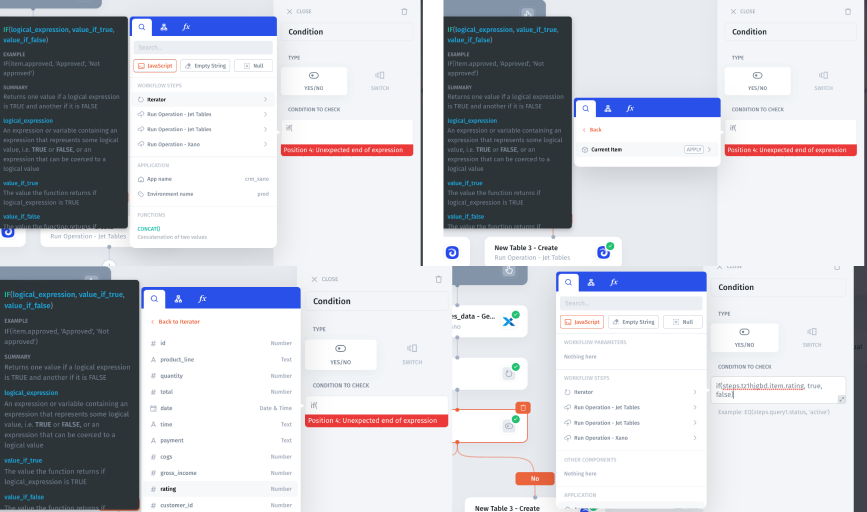 IF(logical_expression, value_if_true,
value_if_false)
EXAMPLE
IF(item.approved, 'Approved', 'Not
approved')
SUMMARY
Returns one value if a logical expression
is TRUE and another if it is FALSE
logical_expression
An expression or variable containing an
expression that represents some logical
value, i.e. TRUE or FALSE, or an
expression that can be coerced to a
logical value
value_if_true
The value the function returns if
logical_expression is TRUE
value_if_false
The value the function returns if
Run Operation - Jet Tables
fx
Search...
JavaScript
Empty String
Null
WORKFLOW STEPS
Iterator
Run Operation - Jet Tables
Run Operation - Jet Tables
Run Operation - Xano
APPLICATION
App name
crm_xano
Environment name
prod
FUNCTIONS
CONCAT()
Concatenation of two values
CLOSE
Condition
TYPE
YES/NO
SWITCH
CONDITION TO CHECK
if(
Position 4: Unexpected end of expression
IF(logical_expression, value_if_true,
value_if_false)
EXAMPLE
IF(item.approved, 'Approved', 'Not
approved')
SUMMARY
Returns one value if a logical expression
is TRUE and another if it is FALSE
logical_expression
An expression or variable containing an
expression that represents some logical
value, i.e. TRUE or FALSE, or an
expression that can be coerced to a
logical value
value_if_true
The value the function returns if
logical_expression is TRUE
value_if_false
The value the function returns if
fx
Back
Current Item
APPLY
New Table 3 - Create
Run Operation - Jet Tables
CLOSE
Condition
TYPE
YES/NO
SWITCH
CONDITION TO CHECK
if(
Position 4: Unexpected end of expression
IF(logical_expression, value_if_true,
value_if_false)
EXAMPLE
IF(item.approved, 'Approved', 'Not
approved')
SUMMARY
Returns one value if a logical expression
is TRUE and another if it is FALSE
logical_expression
An expression or variable containing an
expression that represents some logical
value, i.e. TRUE or FALSE, or an
expression that can be coerced to a
logical value
value_if_true
The value the function returns if
logical_expression is TRUE
value_if_false
The value the function returns if
fx
Back to Iterator
# id Number
A product_line Text
# quantity Number
# total Number
date Date & Time
A time Text
A payment Text
# cogs Number
# gross_income Number
# rating Number
# customer_id Number
CLOSE
Condition
TYPE
YES/NO
SWITCH
CONDITION TO CHECK
if(
Position 4: Unexpected end of expression
es_data - Ge...
No
New Table 3 - Create
fx
Search...
JavaScript
Empty String
Null
WORKFLOW PARAMETERS
Nothing here
WORKFLOW STEPS
Iterator
Run Operation - Jet Tables
Run Operation - Jet Tables
Run Operation - Xano
OTHER COMPONENTS
Nothing here
APPLICATION
CLOSE
Condition
TYPE
YES/NO
SWITCH
CONDITION TO CHECK
false)
Example: EQ(steps.query1.status, 'active')